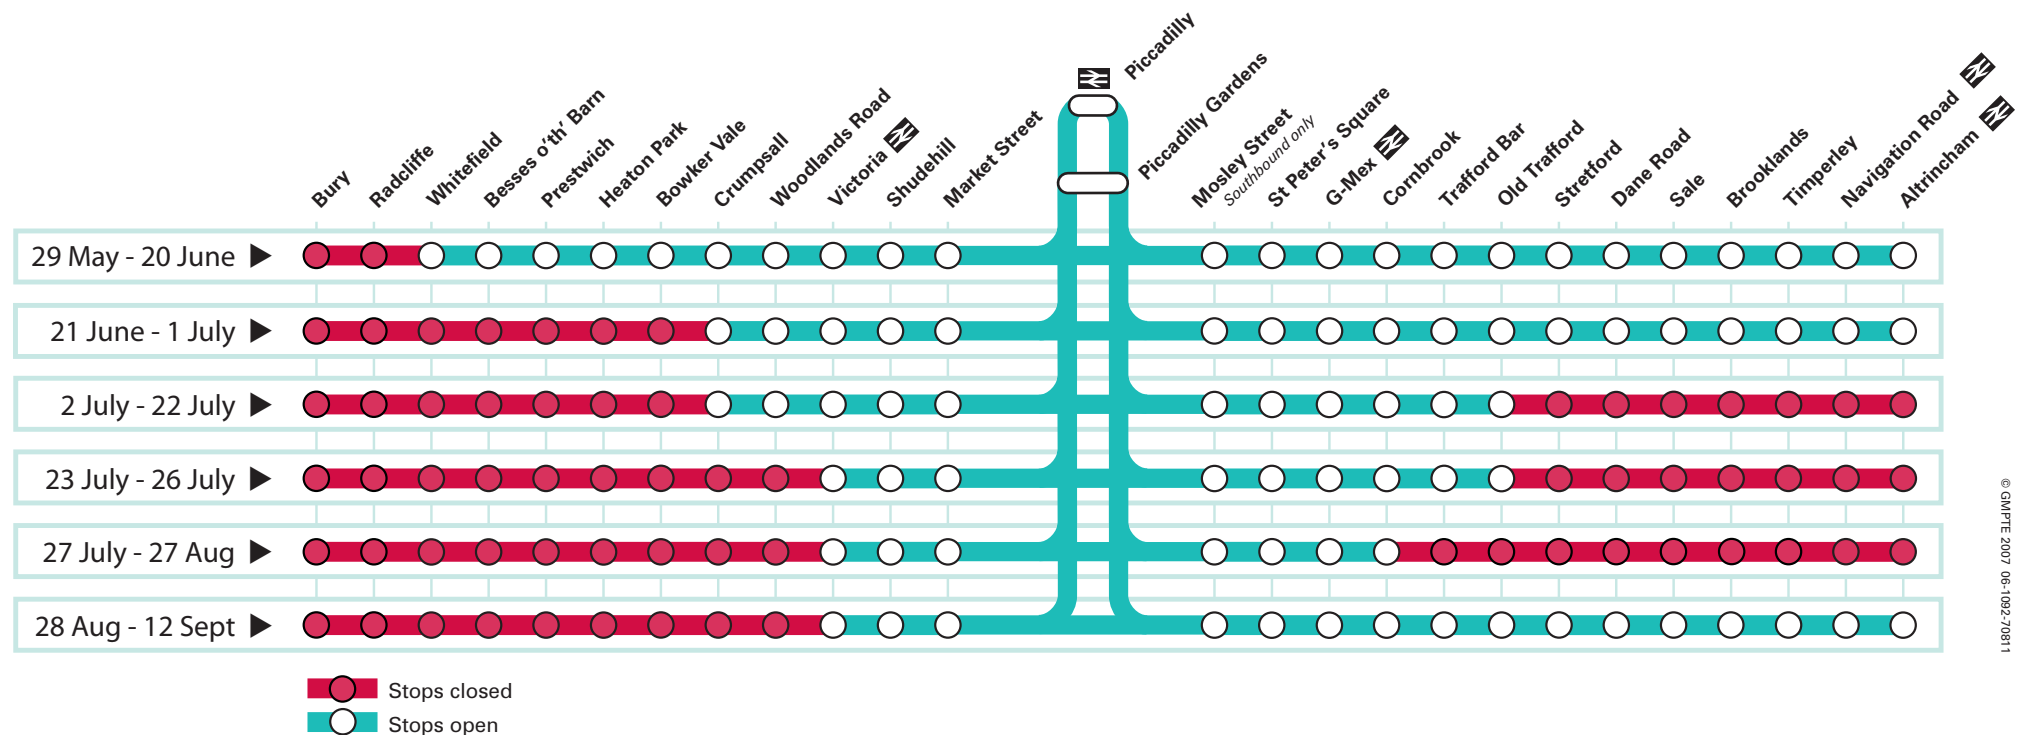 Bury
Radcliffe
Whitefield
Besses o’th’ Barn
Prestwich
Heaton Park
Bowker Vale
Crumpsall
Woodlands Road
Victoria
Shudehill
Market Street
Piccadilly
Piccadilly Gardens
Mosley Street
Southbound only
St Peter’s Square
G-Mex
Cornbrook
Trafford Bar
Old Trafford
Stretford
Dane Road
Sale
Brooklands
Timperley
Navigation Road
Altrincham
29 May - 20 June
21 June - 1 July
2 July - 22 July
23 July - 26 July
27 July - 27 Aug
28 Aug - 12 Sept
Stops closed
Stops open
© GMPTE 2007 06-1092-70811